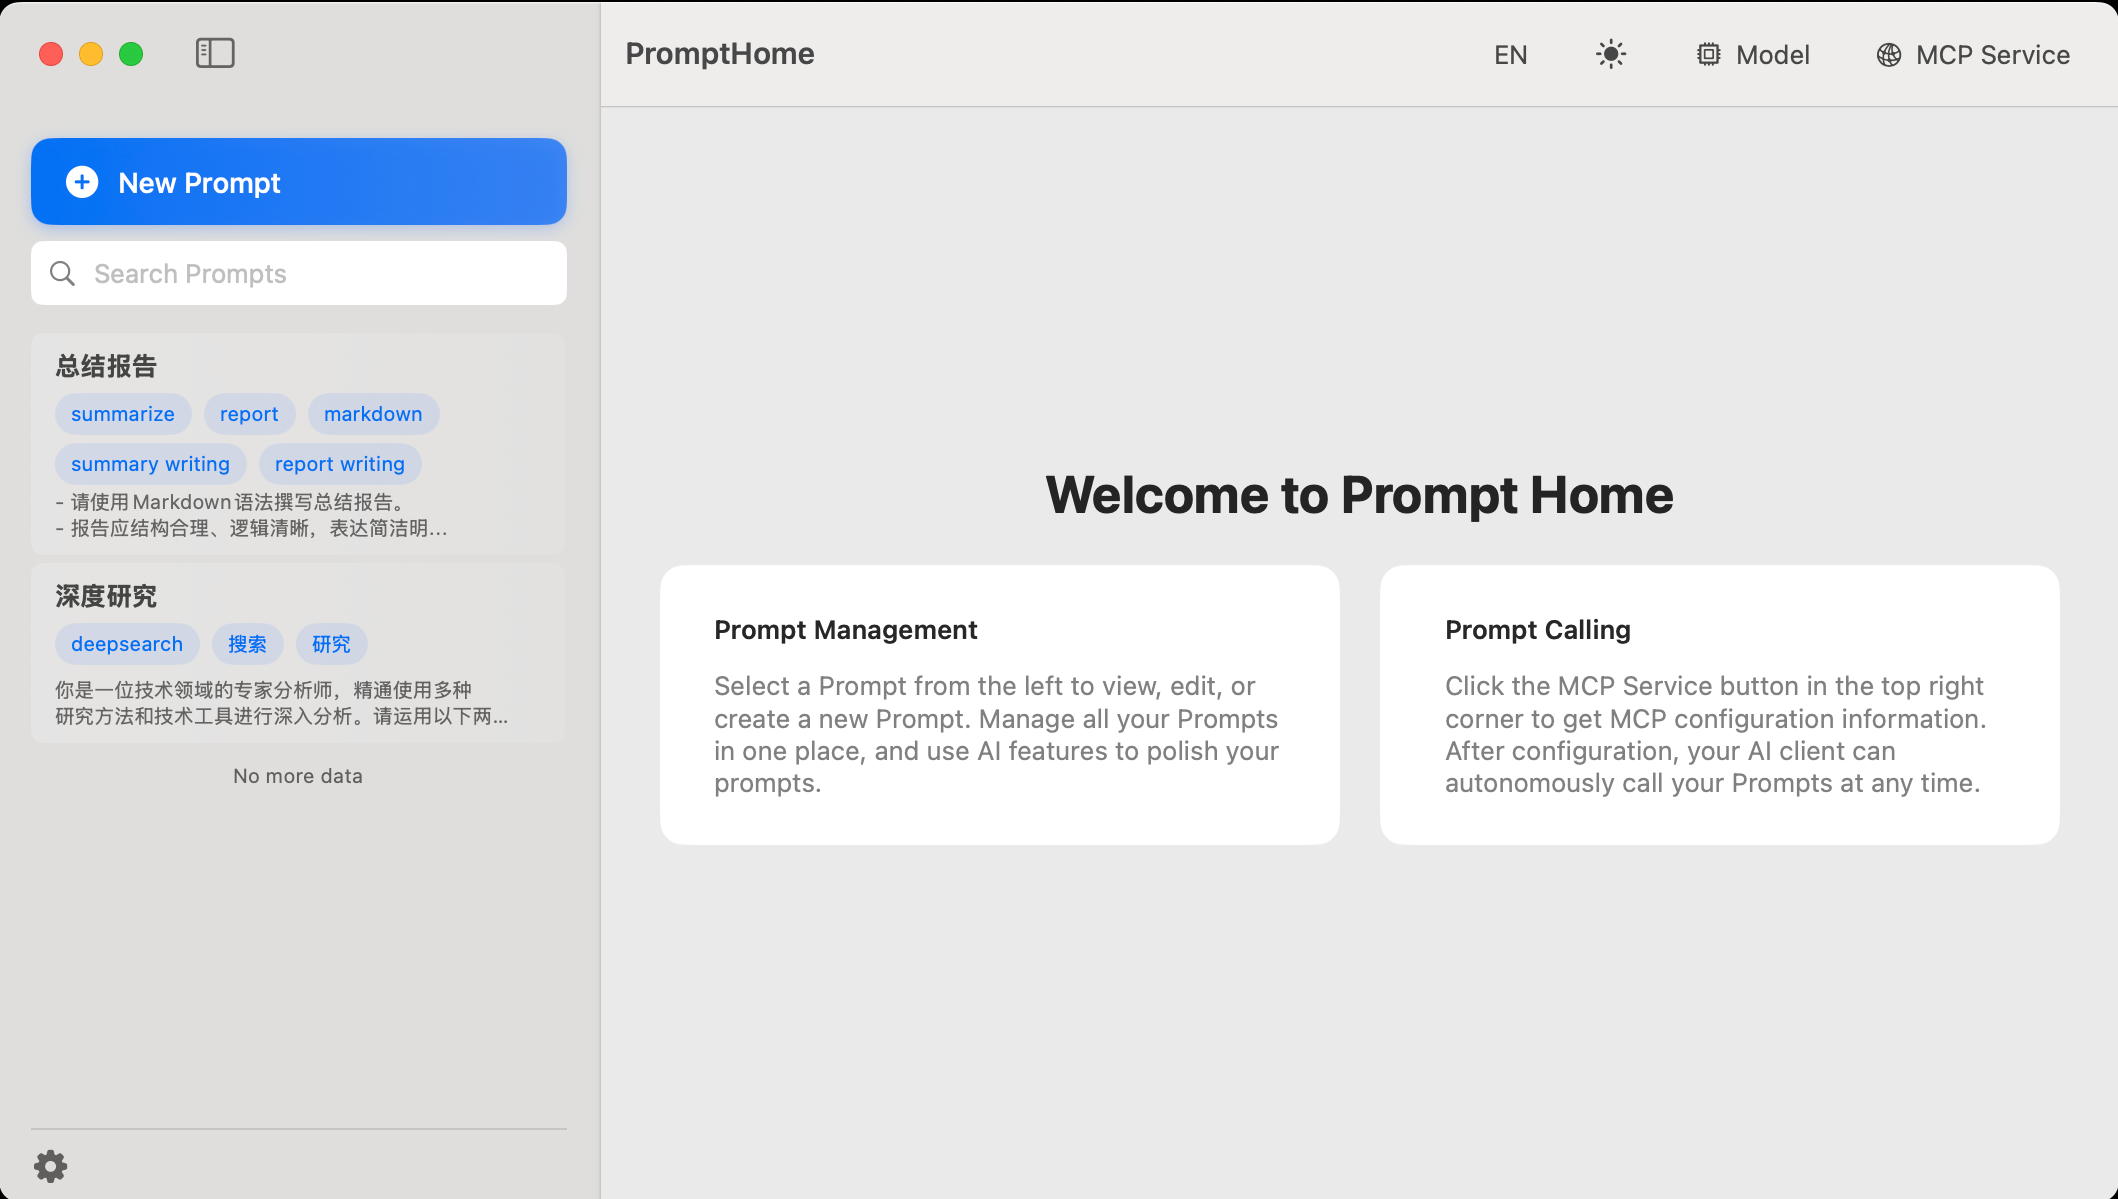 PromptHome
EN
Model
MCP Service
New Prompt
Search Prompts
总结报告
summarize
report
markdown
summary writing
report writing
- 请使用Markdown语法撰写总结报告。
- 报告应结构合理、逻辑清晰，表达简洁明...
深度研究
deepsearch
搜索
研究
你是一位技术领域的专家分析师，精通使用多种
研究方法和技术工具进行深入分析。请运用以下两...
No more data
Welcome to Prompt Home
Prompt Management
Select a Prompt from the left to view, edit, or
create a new Prompt. Manage all your Prompts
in one place, and use AI features to polish your
prompts.
Prompt Calling
Click the MCP Service button in the top right
corner to get MCP configuration information.
After configuration, your AI client can
autonomously call your Prompts at any time.